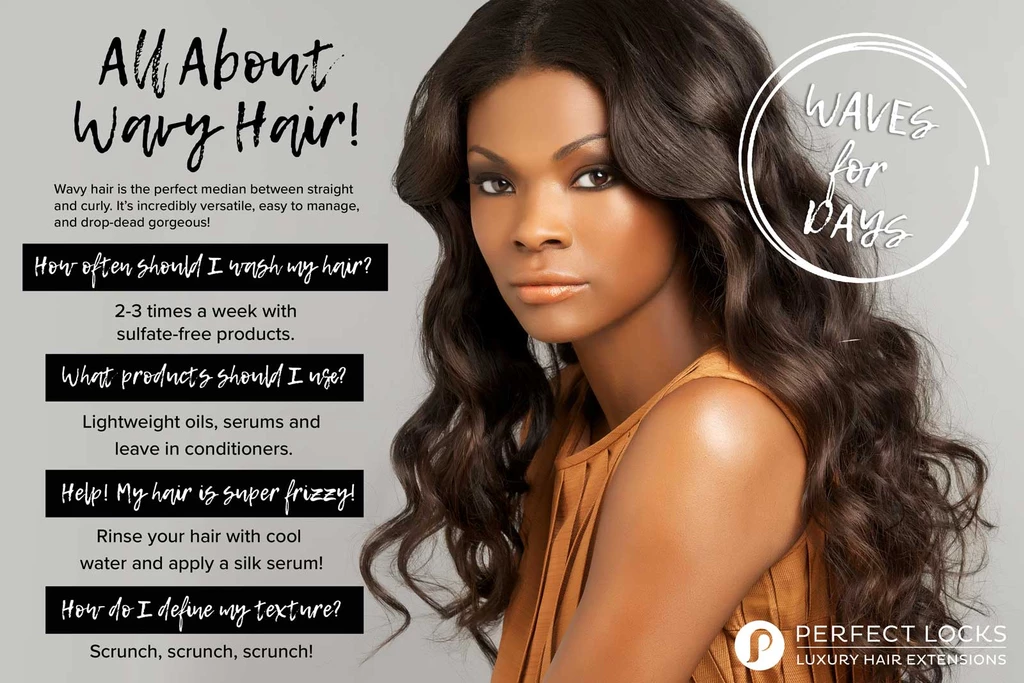 All About
Wavy Hair!
Wavy hair is the perfect median between straight
and curly. It's incredibly versatile, easy to manage,
and drop-dead gorgeous!
How often should I wash my hair?
2-3 times a week with
sulfate-free products.
What products should I use?
Lightweight oils, serums and
leave in conditioners.
Help! My hair is super frizzy!
Rinse your hair with cool
water and apply a silk serum!
How do I define my texture?
Scrunch, scrunch, scrunch!
WAVES
for
DAYS
PERFECT LOCKS
LUXURY HAIR EXTENSIONS